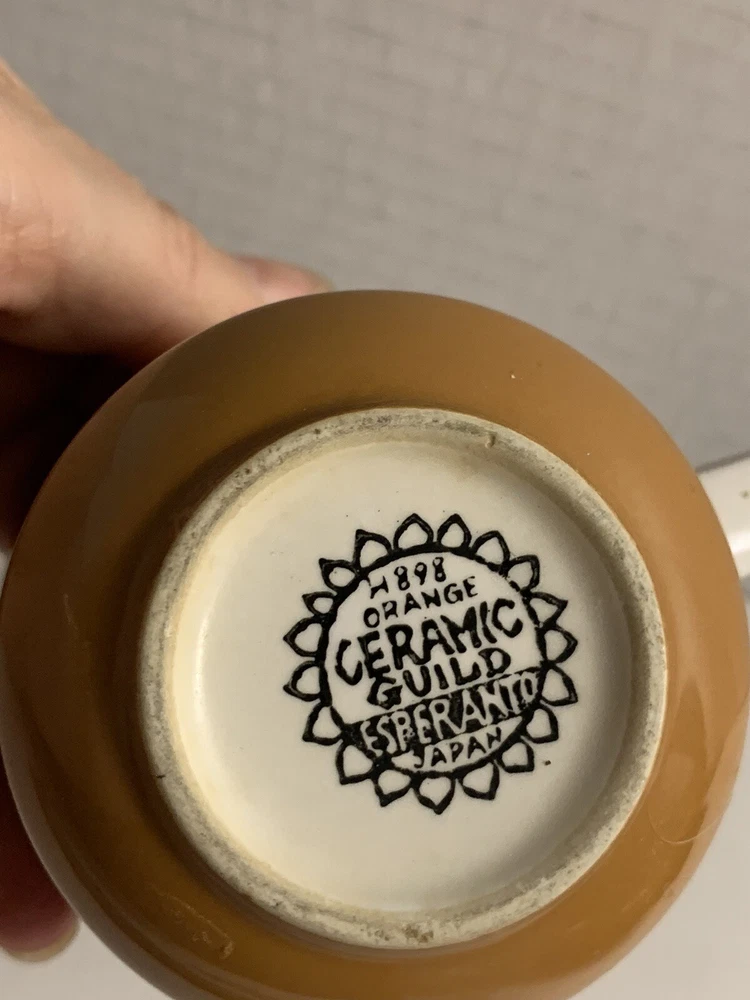 H898
ORANGE
CERAMIC
GUILD
ESPERANTO
JAPAN